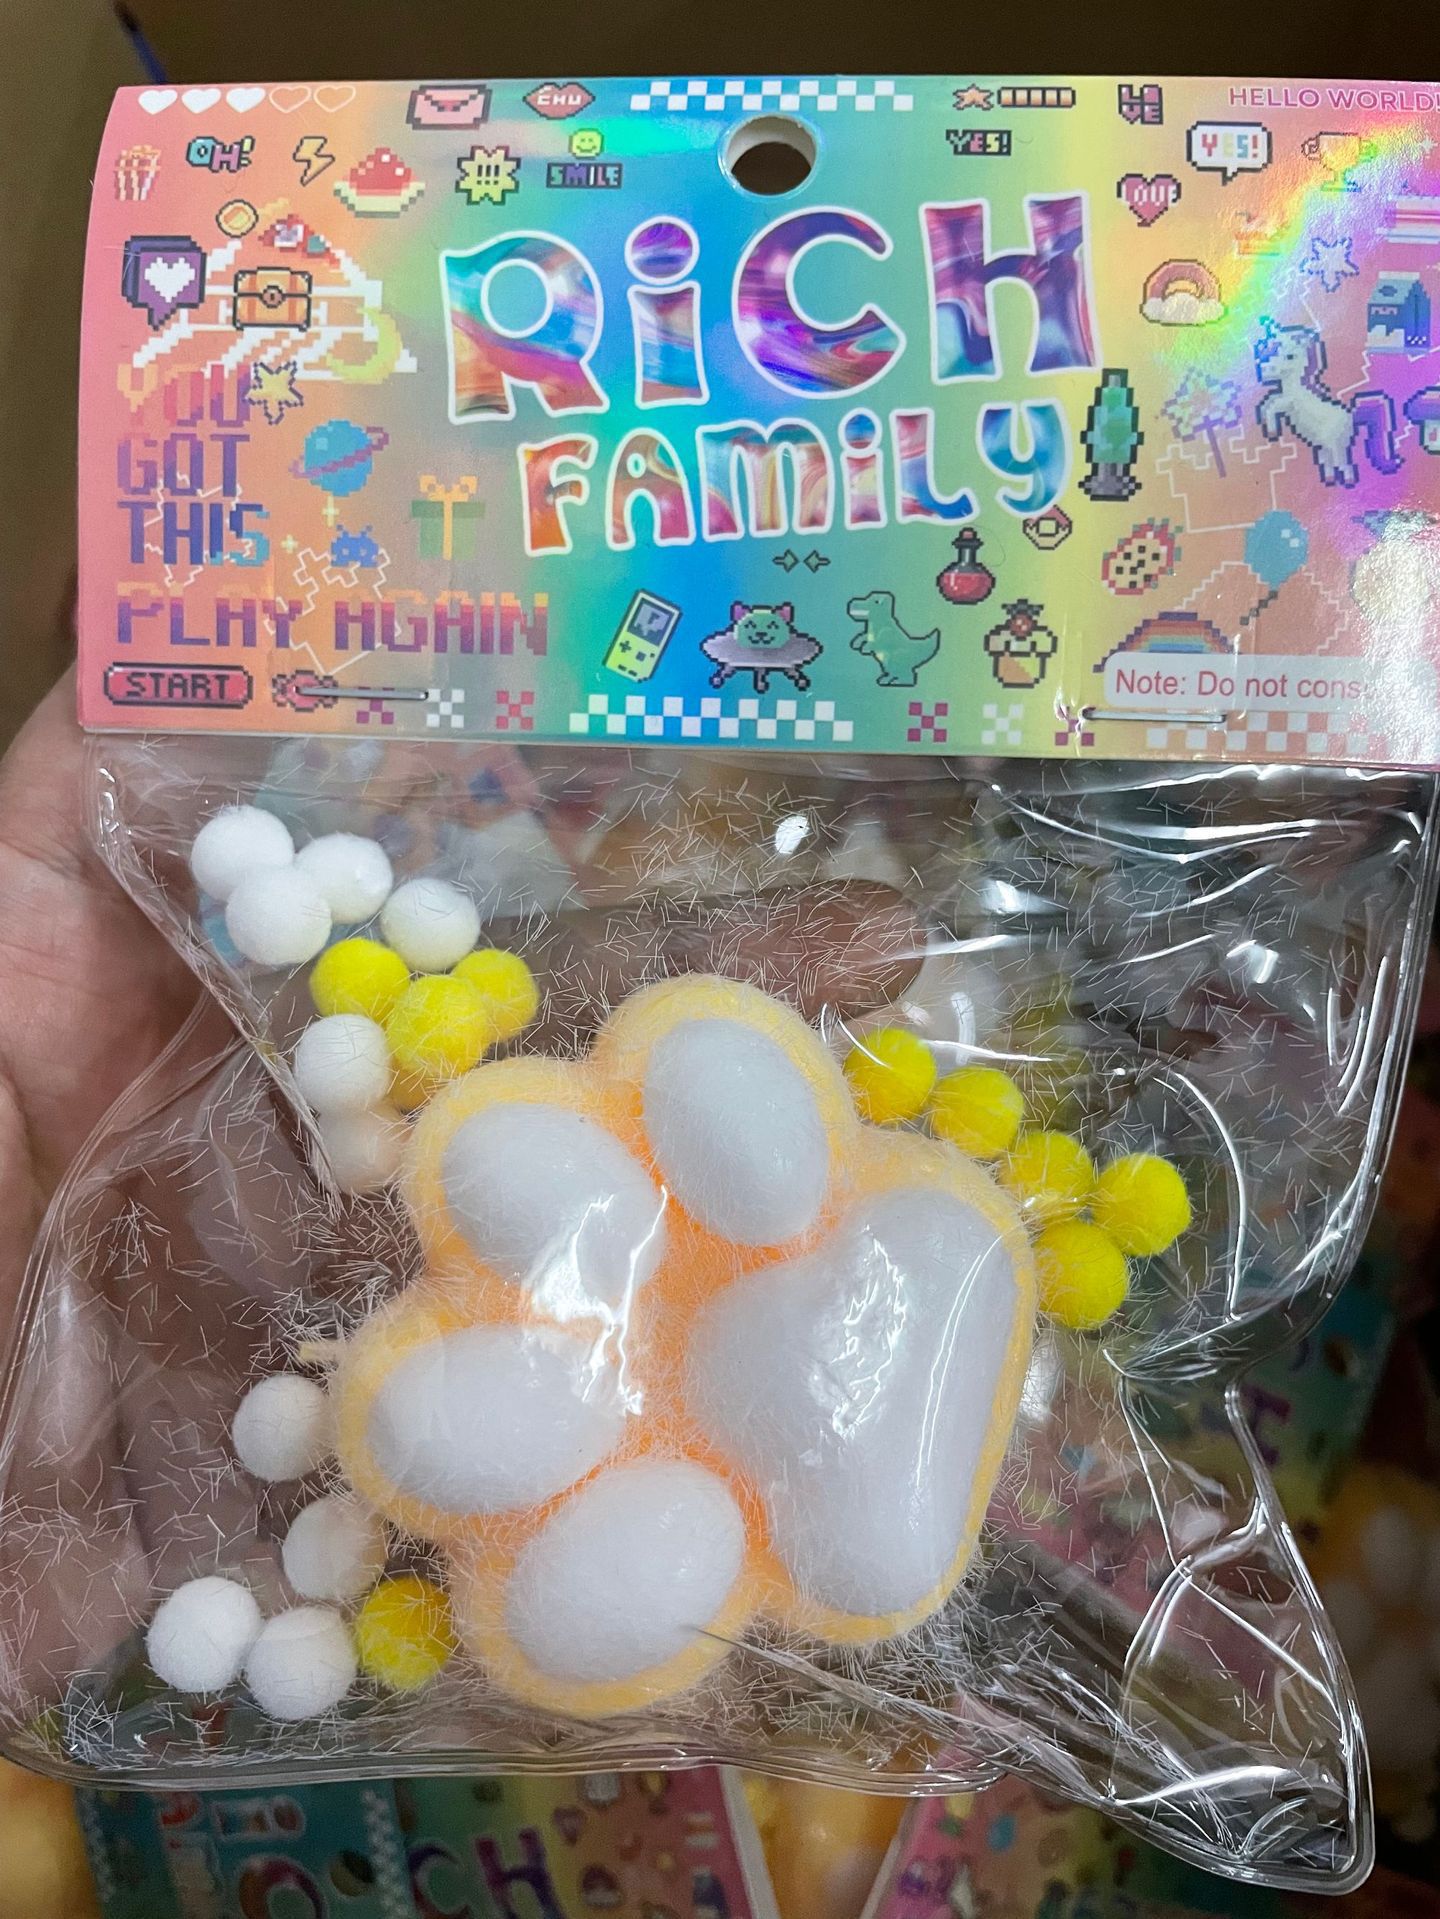 HELLO WORLD!
CHU
OH!
SMILE
!!!
YES!
LOVE
YES!
LOVE
RiCH
FAMiLY
YOU
GOT
THIS
PLAY AGAIN
START
Note: Do not cons